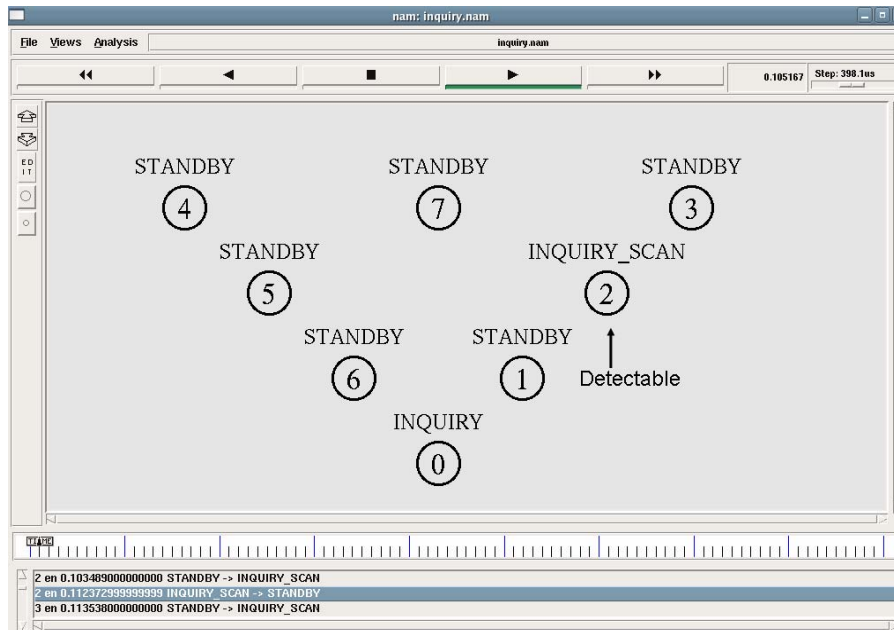 nam: inquiry.nam
File Views Analysis inquiry.nam
0.105167 Step: 398.1us
ED
IT
STANDBY STANDBY STANDBY
4 7 3
STANDBY INQUIRY_SCAN
5 2
STANDBY STANDBY
6 1 Detectable
INQUIRY
0
TIME
2 en 0.103489000000000 STANDBY -> INQUIRY_SCAN
2 en 0.112372999999999 INQUIRY_SCAN -> STANDBY
3 en 0.113538000000000 STANDBY -> INQUIRY_SCAN